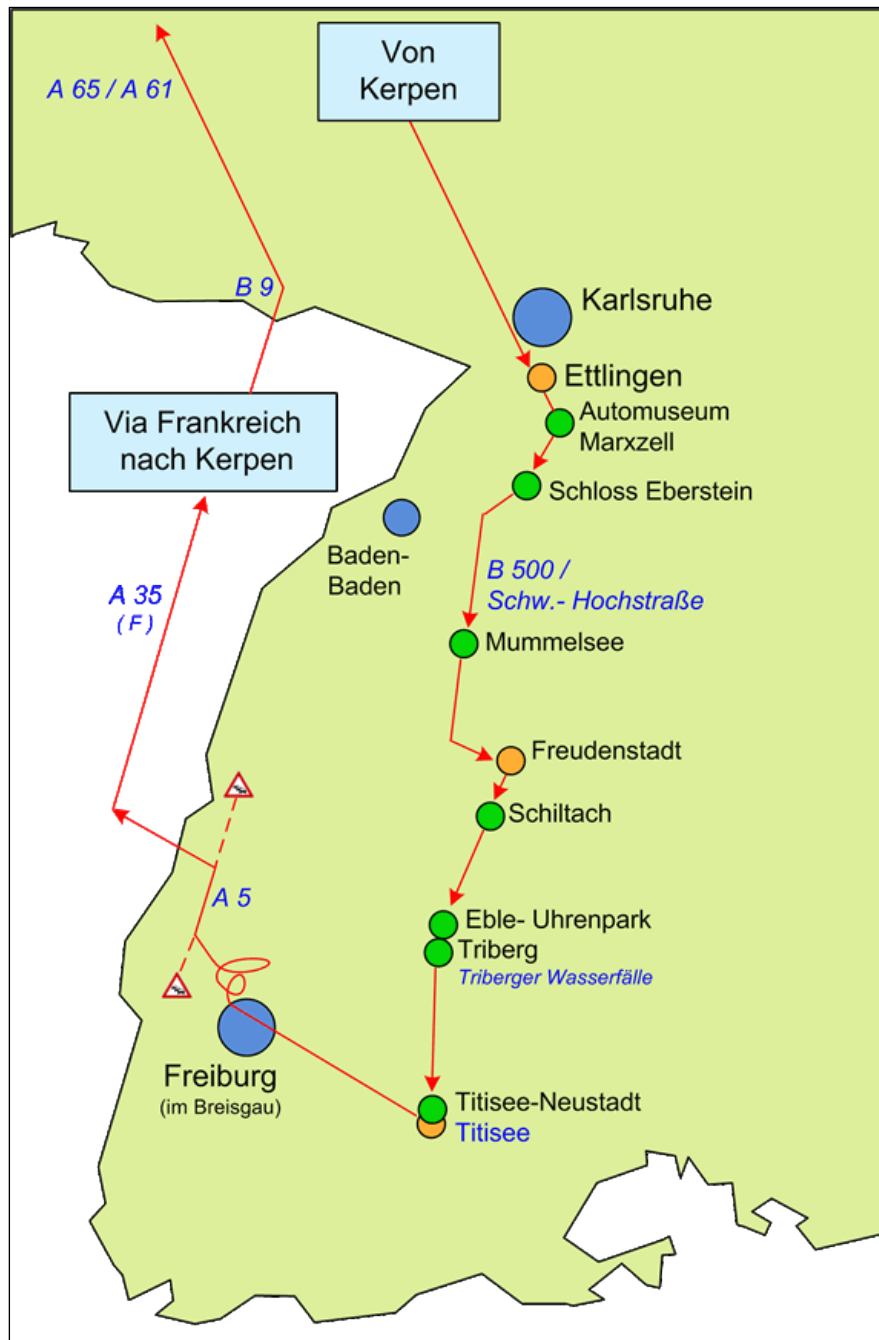 A 65 / A 61
Von
Kerpen
B 9
Karlsruhe
Ettlingen
Via Frankreich
nach Kerpen
Automuseum
Marxzell
Schloss Eberstein
Baden-
Baden
B 500 /
Schw.- Hochstraße
A 35
( F )
Mummelsee
Freudenstadt
Schiltach
A 5
Eble- Uhrenpark
Triberg
Triberger Wasserfälle
Freiburg
(im Breisgau)
Titisee-Neustadt
Titisee